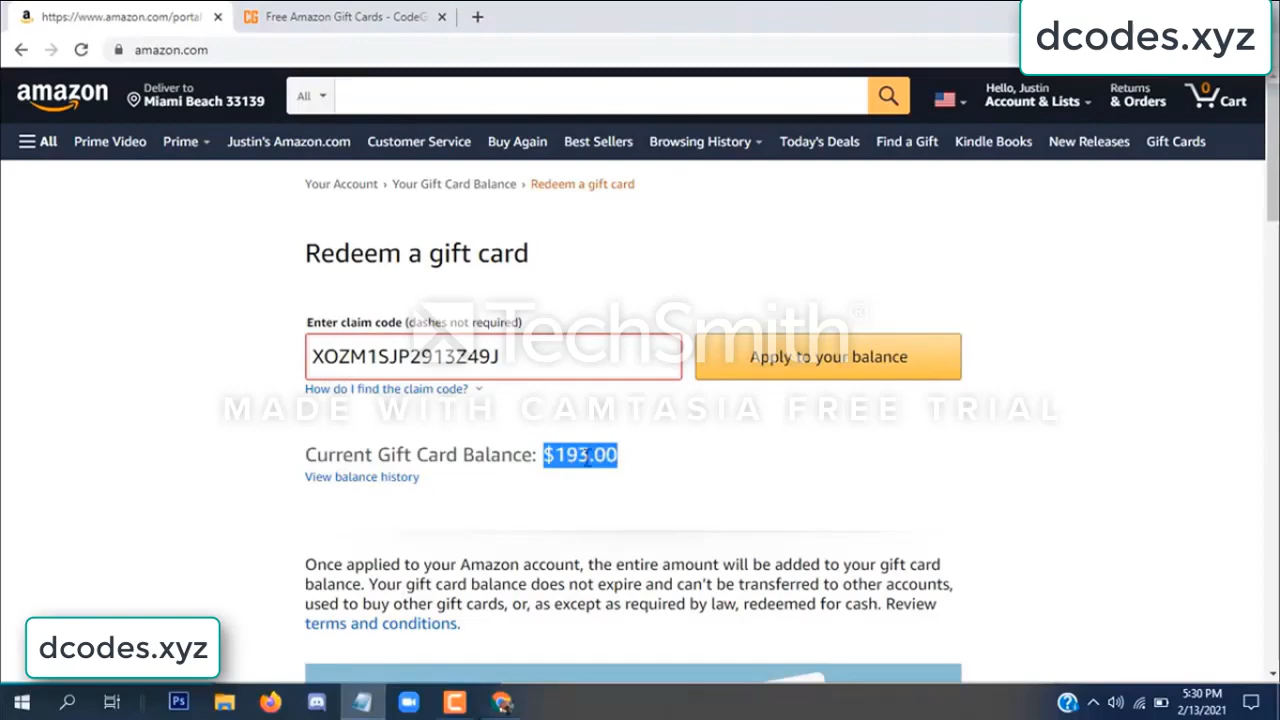 https://www.amazon.com/portal
Free Amazon Gift Cards - CodeG
dcodes.xyz
amazon.com
amazon
Deliver to
Miami Beach 33139
All
Hello, Justin
Account & Lists
Returns
& Orders
0
Cart
All Prime Video Prime Justin's Amazon.com Customer Service Buy Again Best Sellers Browsing History Today's Deals Find a Gift Kindle Books New Releases Gift Cards
Your Account › Your Gift Card Balance › Redeem a gift card
Redeem a gift card
Enter claim code (dashes not required)
XOZM1SJP2913Z49J
Apply to your balance
How do I find the claim code?
TechSmith®
MADE WITH CAMTASIA FREE TRIAL
Current Gift Card Balance: $193.00
View balance history
Once applied to your Amazon account, the entire amount will be added to your gift card
balance. Your gift card balance does not expire and can't be transferred to other accounts,
used to buy other gift cards, or, as except as required by law, redeemed for cash. Review
terms and conditions.
dcodes.xyz
Ps
5:30 PM
2/13/2021